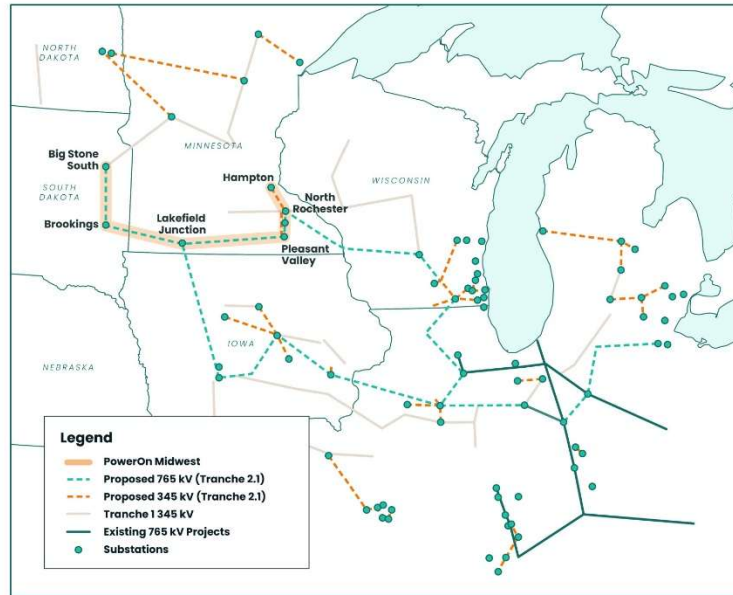 NORTH
DAKOTA
MINNESOTA
Big Stone
South
SOUTH
DAKOTA
Hampton
WISCONSIN
North
Rochester
Brookings
Lakefield
Junction
Pleasant
Valley
IOWA
NEBRASKA
Legend
PowerOn Midwest
Proposed 765 kV (Tranche 2.1)
Proposed 345 kV (Tranche 2.1)
Tranche 1 345 kV
Existing 765 kV Projects
Substations